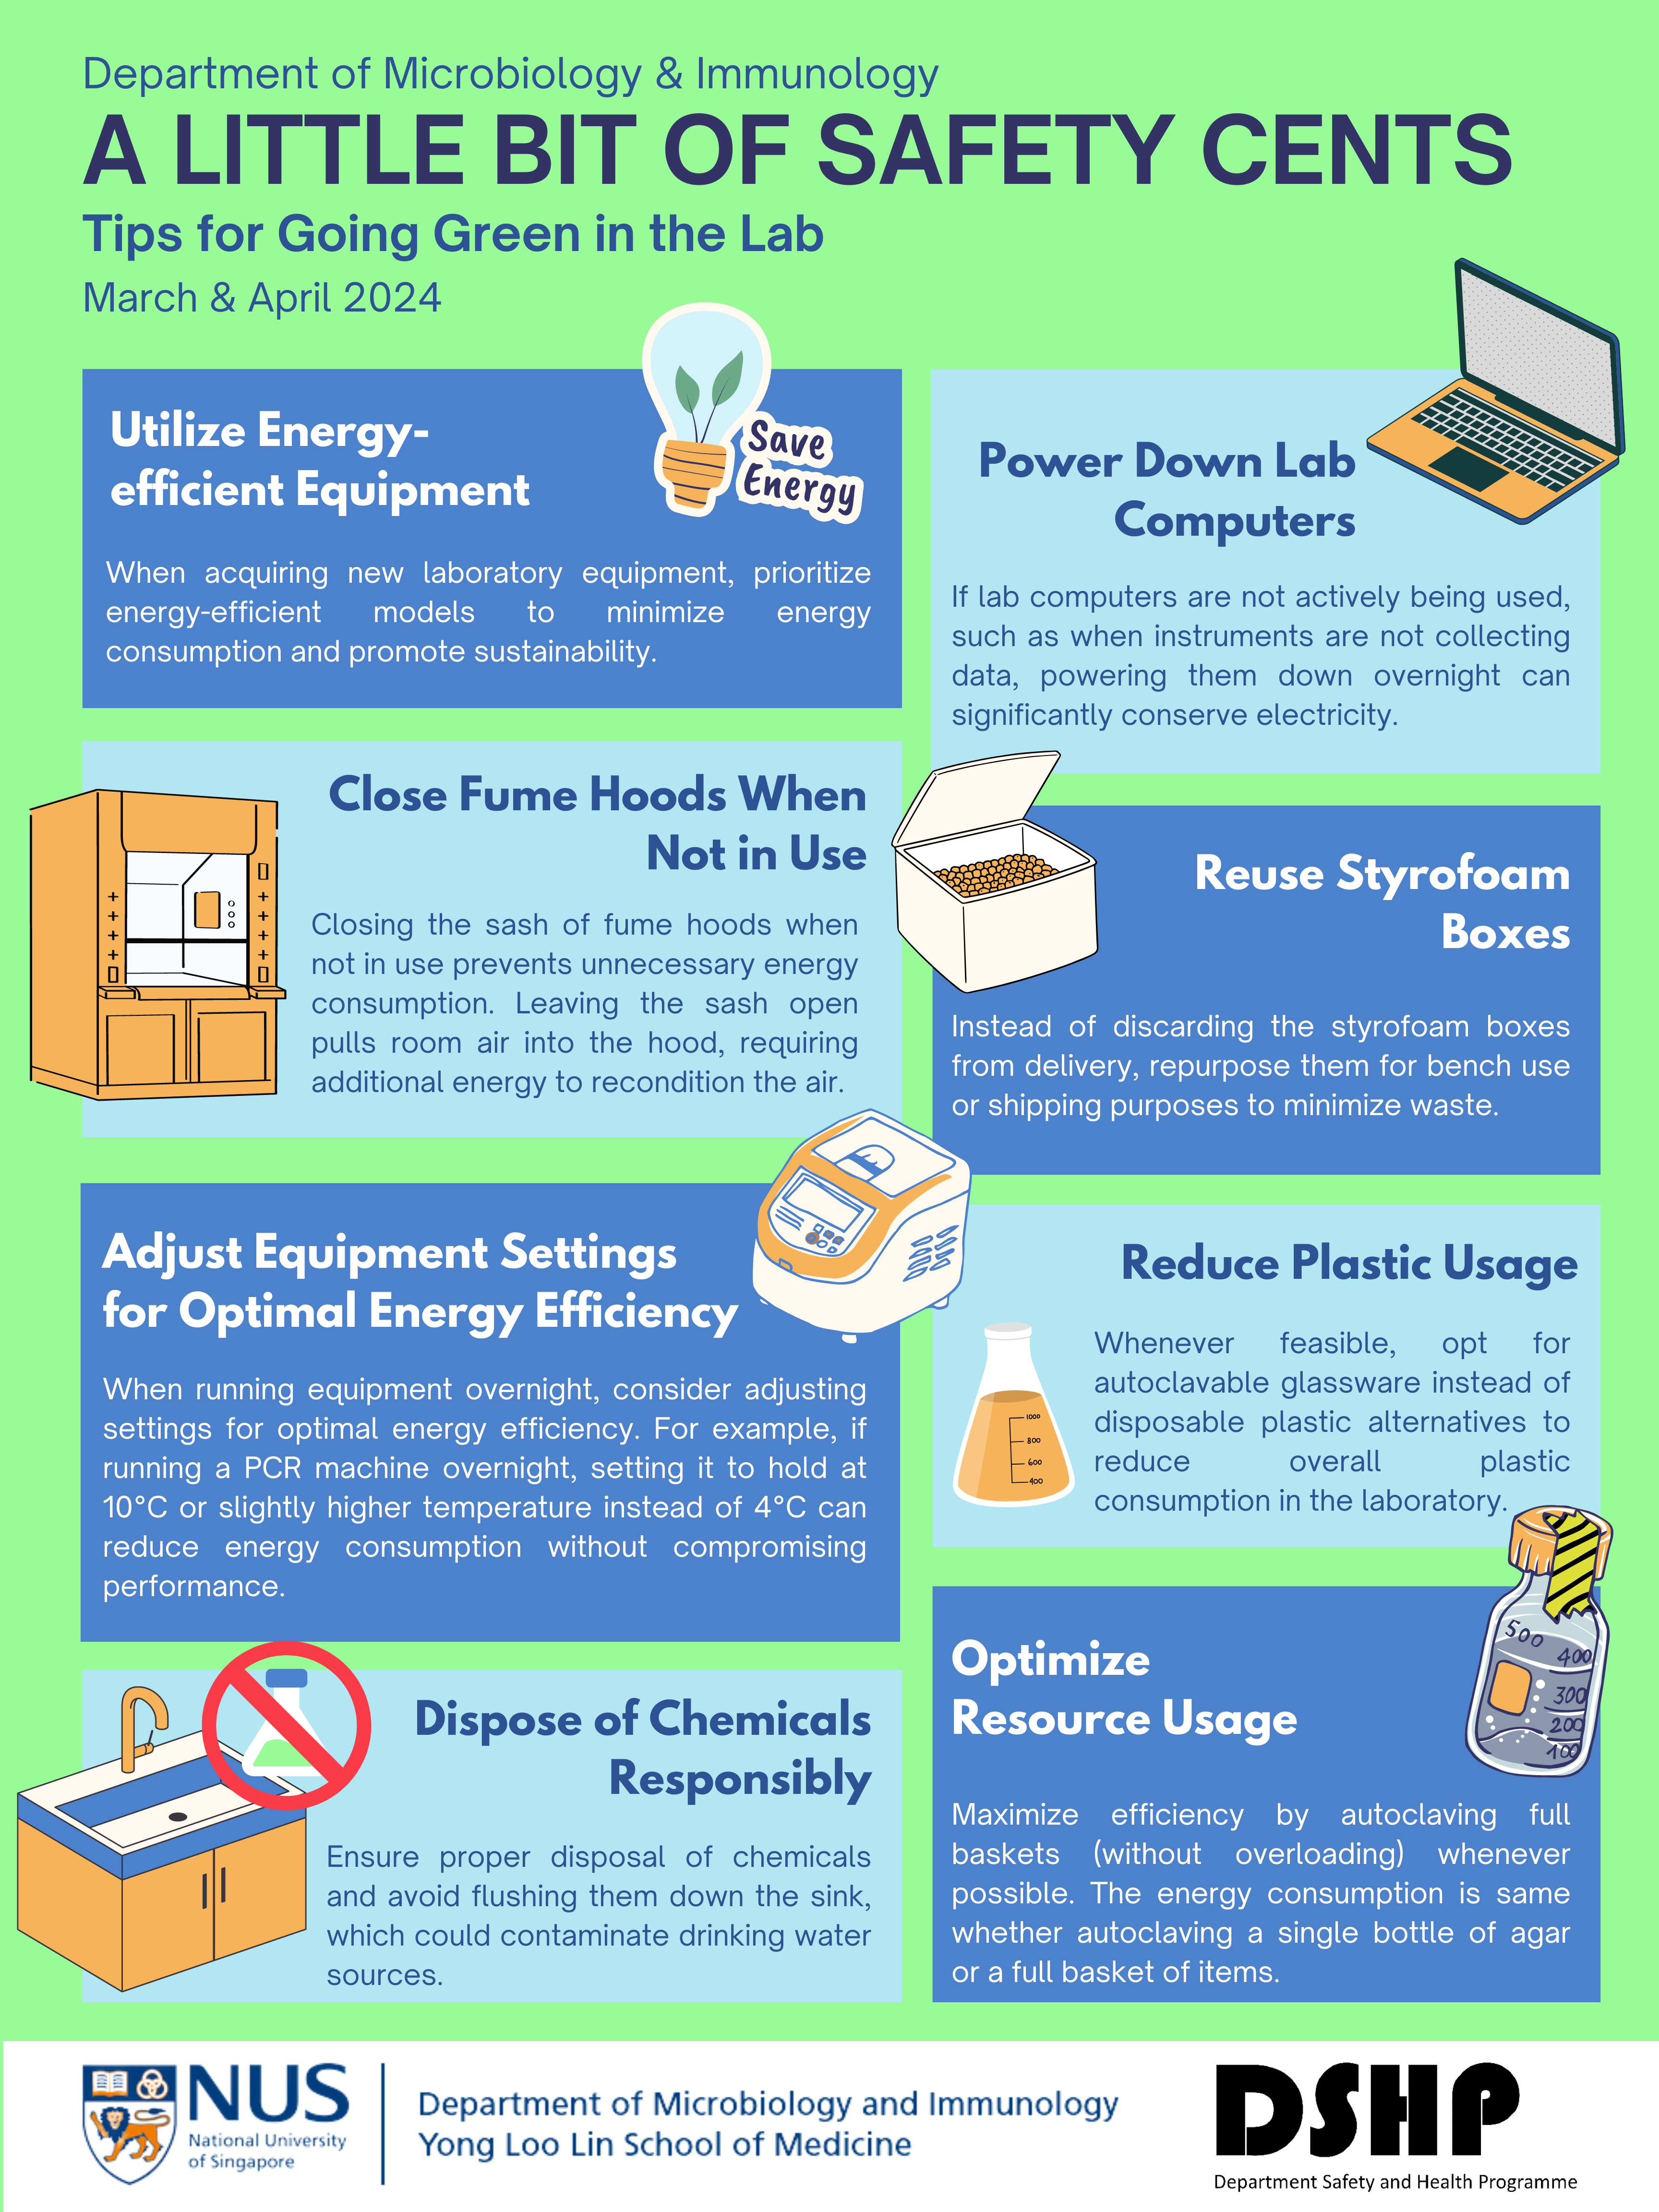 Department of Microbiology & Immunology
A LITTLE BIT OF SAFETY CENTS
Tips for Going Green in the Lab
March & April 2024
Utilize Energy-
efficient Equipment
Save
Energy
When acquiring new laboratory equipment, prioritize
energy-efficient models to minimize energy
consumption and promote sustainability.
Power Down Lab
Computers
If lab computers are not actively being used,
such as when instruments are not collecting
data, powering them down overnight can
significantly conserve electricity.
Close Fume Hoods When
Not in Use
Closing the sash of fume hoods when
not in use prevents unnecessary energy
consumption. Leaving the sash open
pulls room air into the hood, requiring
additional energy to recondition the air.
Reuse Styrofoam
Boxes
Instead of discarding the styrofoam boxes
from delivery, repurpose them for bench use
or shipping purposes to minimize waste.
Adjust Equipment Settings
for Optimal Energy Efficiency
When running equipment overnight, consider adjusting
settings for optimal energy efficiency. For example, if
running a PCR machine overnight, setting it to hold at
10°C or slightly higher temperature instead of 4°C can
reduce energy consumption without compromising
performance.
Reduce Plastic Usage
Whenever feasible, opt for
autoclavable glassware instead of
disposable plastic alternatives to
reduce overall plastic
consumption in the laboratory.
1000
800
600
400
Dispose of Chemicals
Responsibly
Ensure proper disposal of chemicals
and avoid flushing them down the sink,
which could contaminate drinking water
sources.
Optimize
Resource Usage
500
400
300
200
100
Maximize efficiency by autoclaving full
baskets (without overloading) whenever
possible. The energy consumption is same
whether autoclaving a single bottle of agar
or a full basket of items.
NUS
National University
of Singapore
Department of Microbiology and Immunology
Yong Loo Lin School of Medicine
DSHP
Department Safety and Health Programme